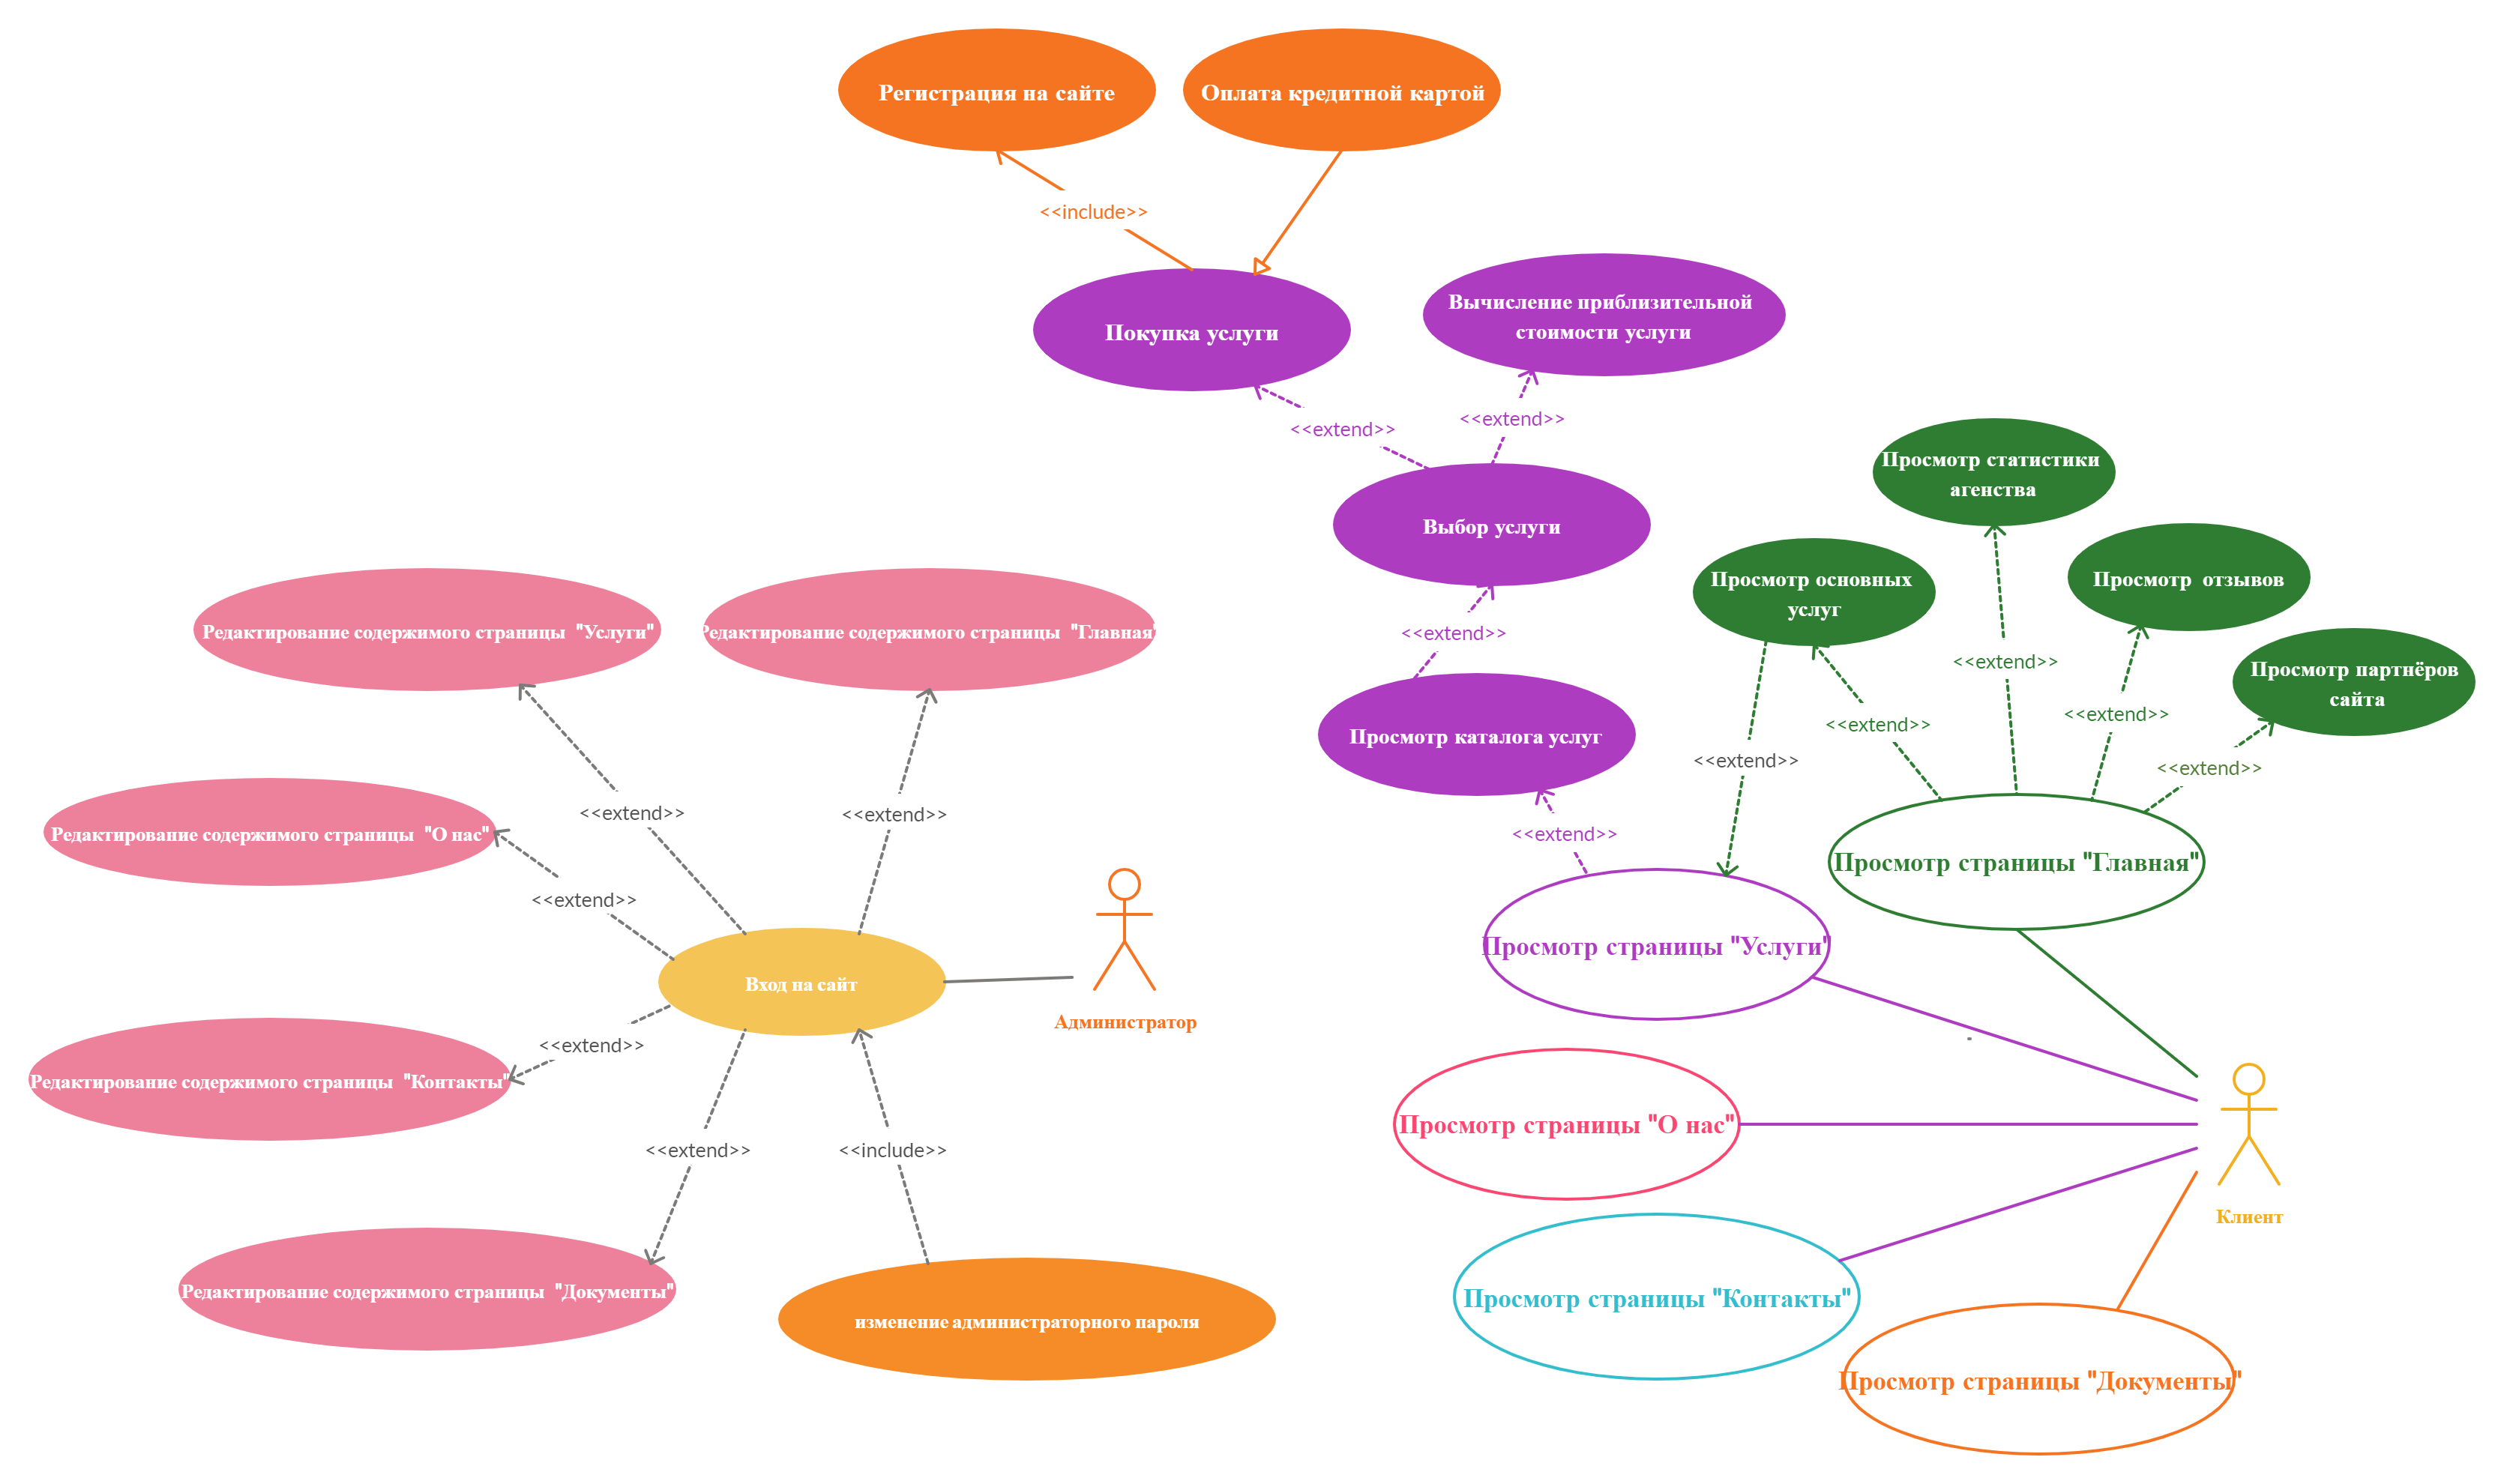 Регистрация на сайте
Оплата кредитной картой
<<include>>
Покупка услуги
Вычисление приблизительной
стоимости услуги
<<extend>>
<<extend>>
Выбор услуги
Просмотр статистики
агенства
Просмотр основных
услуг
Просмотр  отзывов
Просмотр партнёров
сайта
Редактирование содержимого страницы  "Услуги"
Редактирование содержимого страницы  "Главная"
<<extend>>
<<extend>>
<<extend>>
<<extend>>
<<extend>>
<<extend>>
Просмотр каталога услуг
<<extend>>
<<extend>>
<<extend>>
Редактирование содержимого страницы  "О нас"
<<extend>>
<<extend>>
Просмотр страницы "Главная"
Просмотр страницы "Услуги"
Вход на сайт
Администратор
<<extend>>
Редактирование содержимого страницы  "Контакты"
Просмотр страницы "О нас"
<<extend>>
<<include>>
Клиент
Редактирование содержимого страницы  "Документы"
Просмотр страницы "Контакты"
изменение администраторного пароля
Просмотр страницы "Документы"